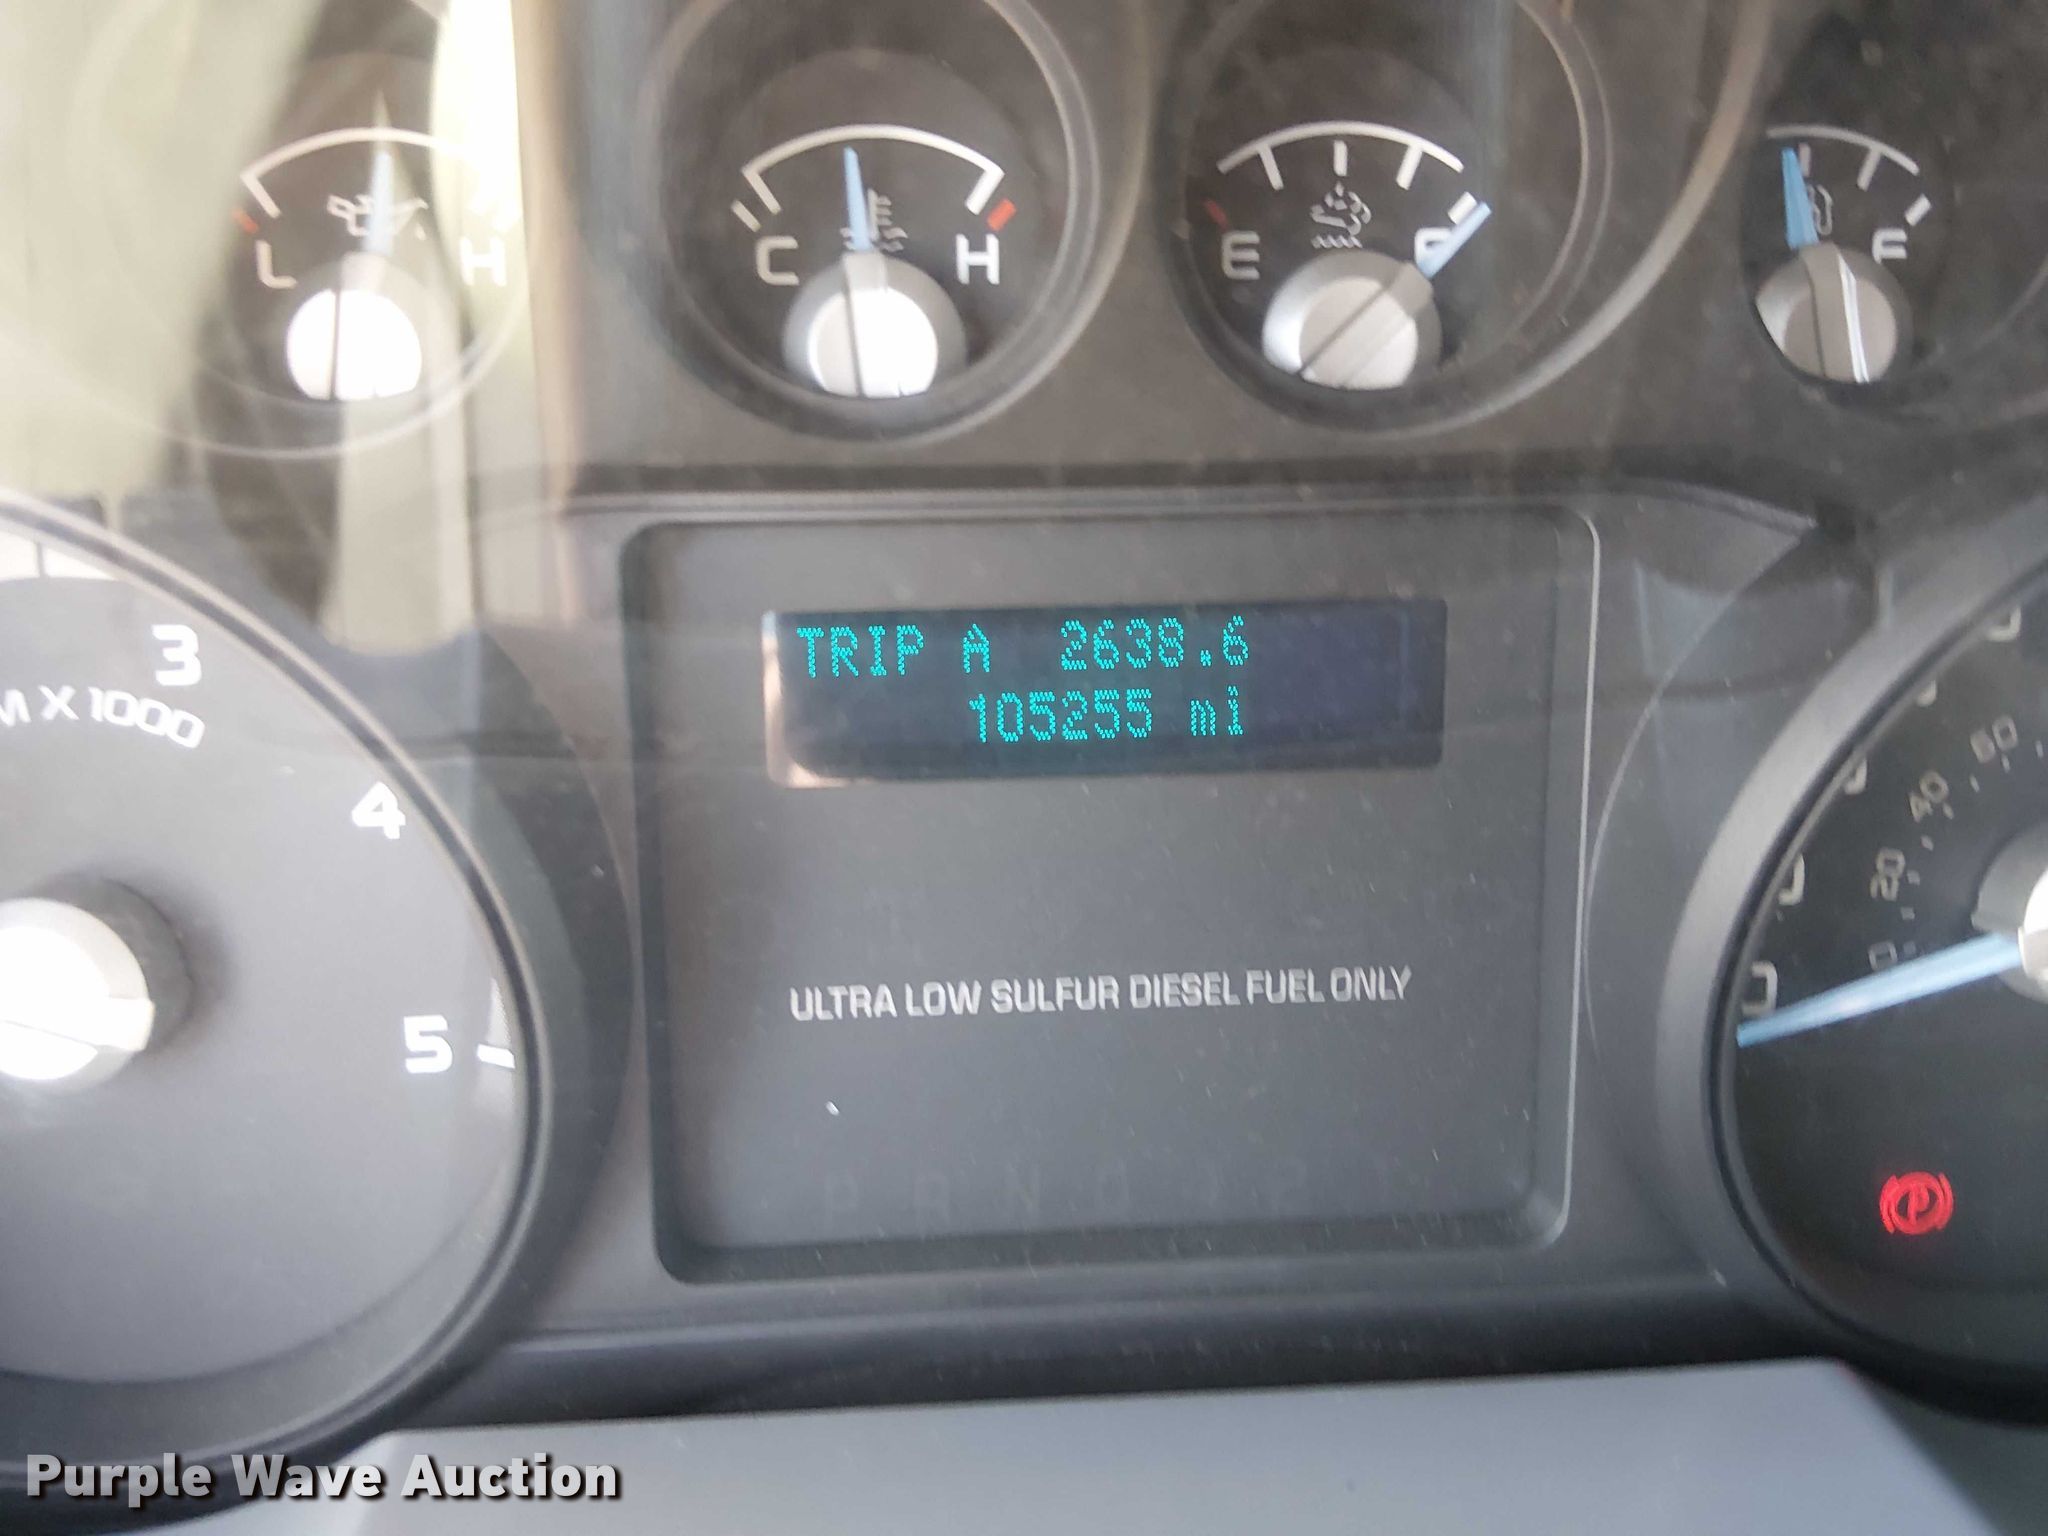 L H
C H
E F
F
TRIP A 2638.6
105255 mi
3
M X 1000
4
5
60
40
20
0
ULTRA LOW SULFUR DIESEL FUEL ONLY
P R N D
2
P
Purple Wave Auction